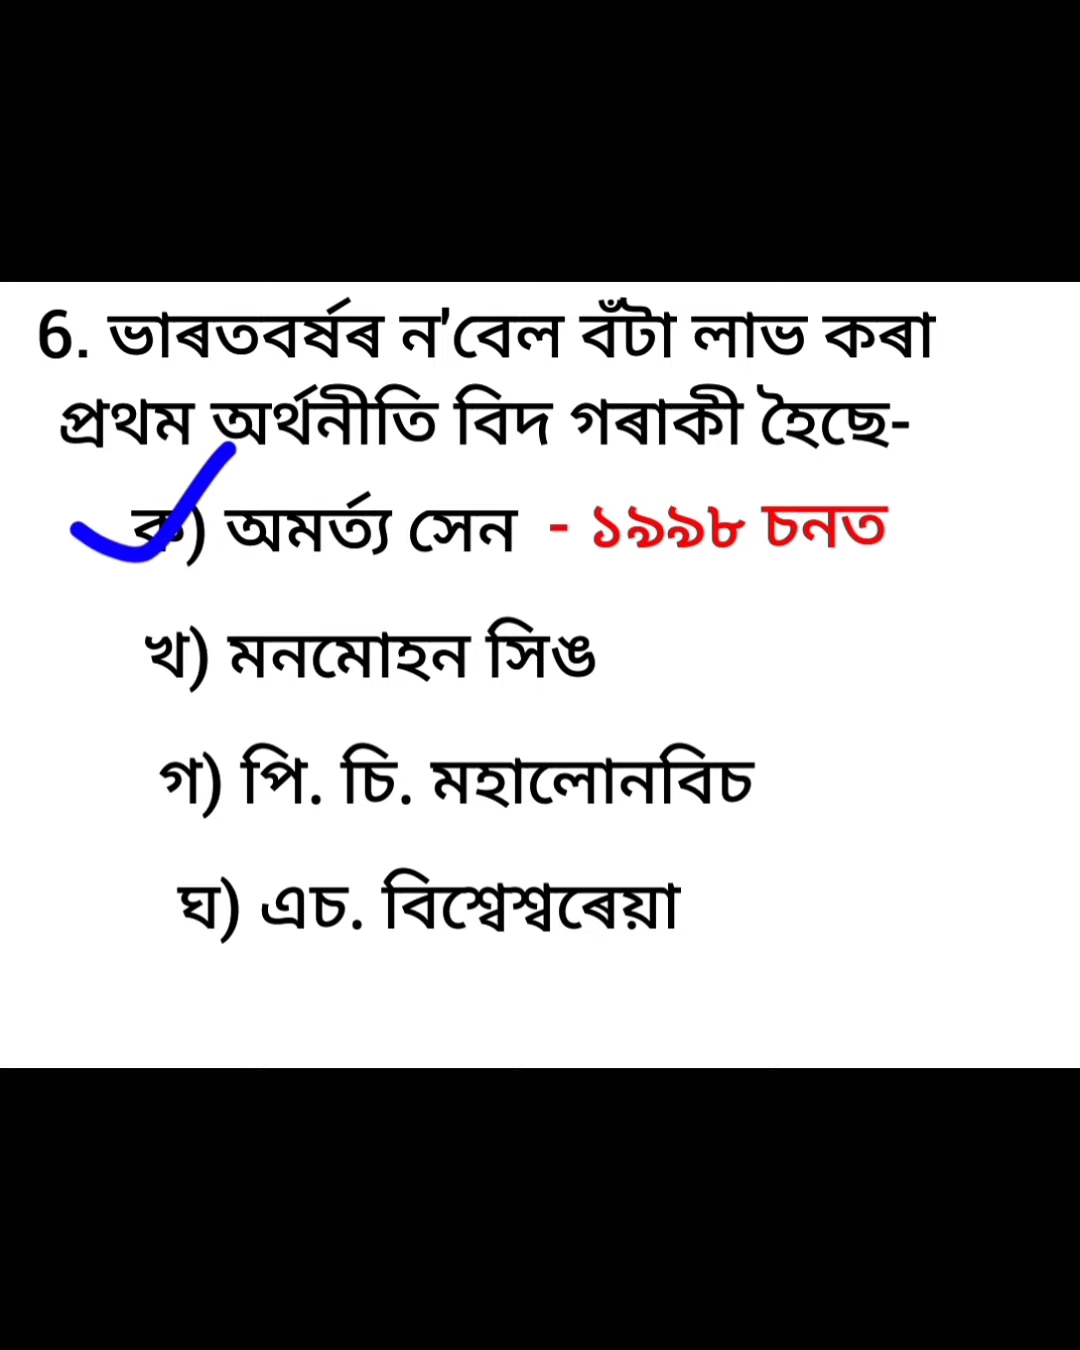 6. ভাৰতবৰ্ষৰ ন'বেল বঁটা লাভ কৰা
প্ৰথম অৰ্থনীতি বিদ গৰাকী হৈছে-
ক) অমৰ্ত্য সেন - ১৯৯৮ চনত
খ) মনমোহন সিঙ
গ) পি. চি. মহালোনবিচ
ঘ) এচ. বিশ্বেশ্বৰেয়া